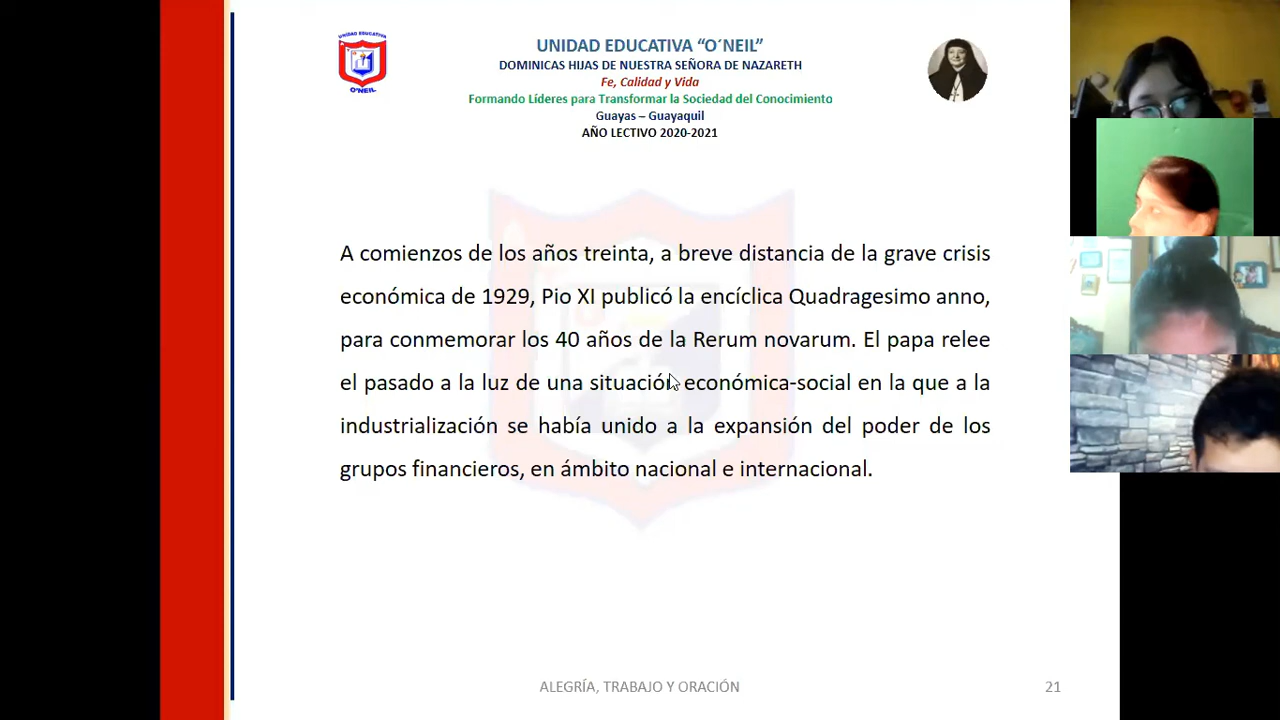 UNIDAD EDUCATIVA
O´NEIL
UNIDAD EDUCATIVA “O´NEIL”
DOMINICAS HIJAS DE NUESTRA SEÑORA DE NAZARETH
Fe, Calidad y Vida
Formando Líderes para Transformar la Sociedad del Conocimiento
Guayas – Guayaquil
AÑO LECTIVO 2020-2021
A comienzos de los años treinta, a breve distancia de la grave crisis
económica de 1929, Pio XI publicó la encíclica Quadragesimo anno,
para conmemorar los 40 años de la Rerum novarum. El papa relee
el pasado a la luz de una situación económica-social en la que a la
industrialización se había unido a la expansión del poder de los
grupos financieros, en ámbito nacional e internacional.
ALEGRÍA, TRABAJO Y ORACIÓN
21